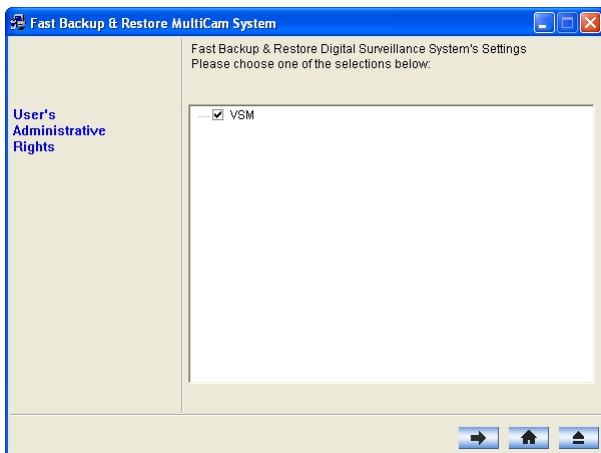 Fast Backup & Restore MultiCam System
Fast Backup & Restore Digital Surveillance System's Settings
Please choose one of the selections below:
User's
Administrative
Rights
VSM